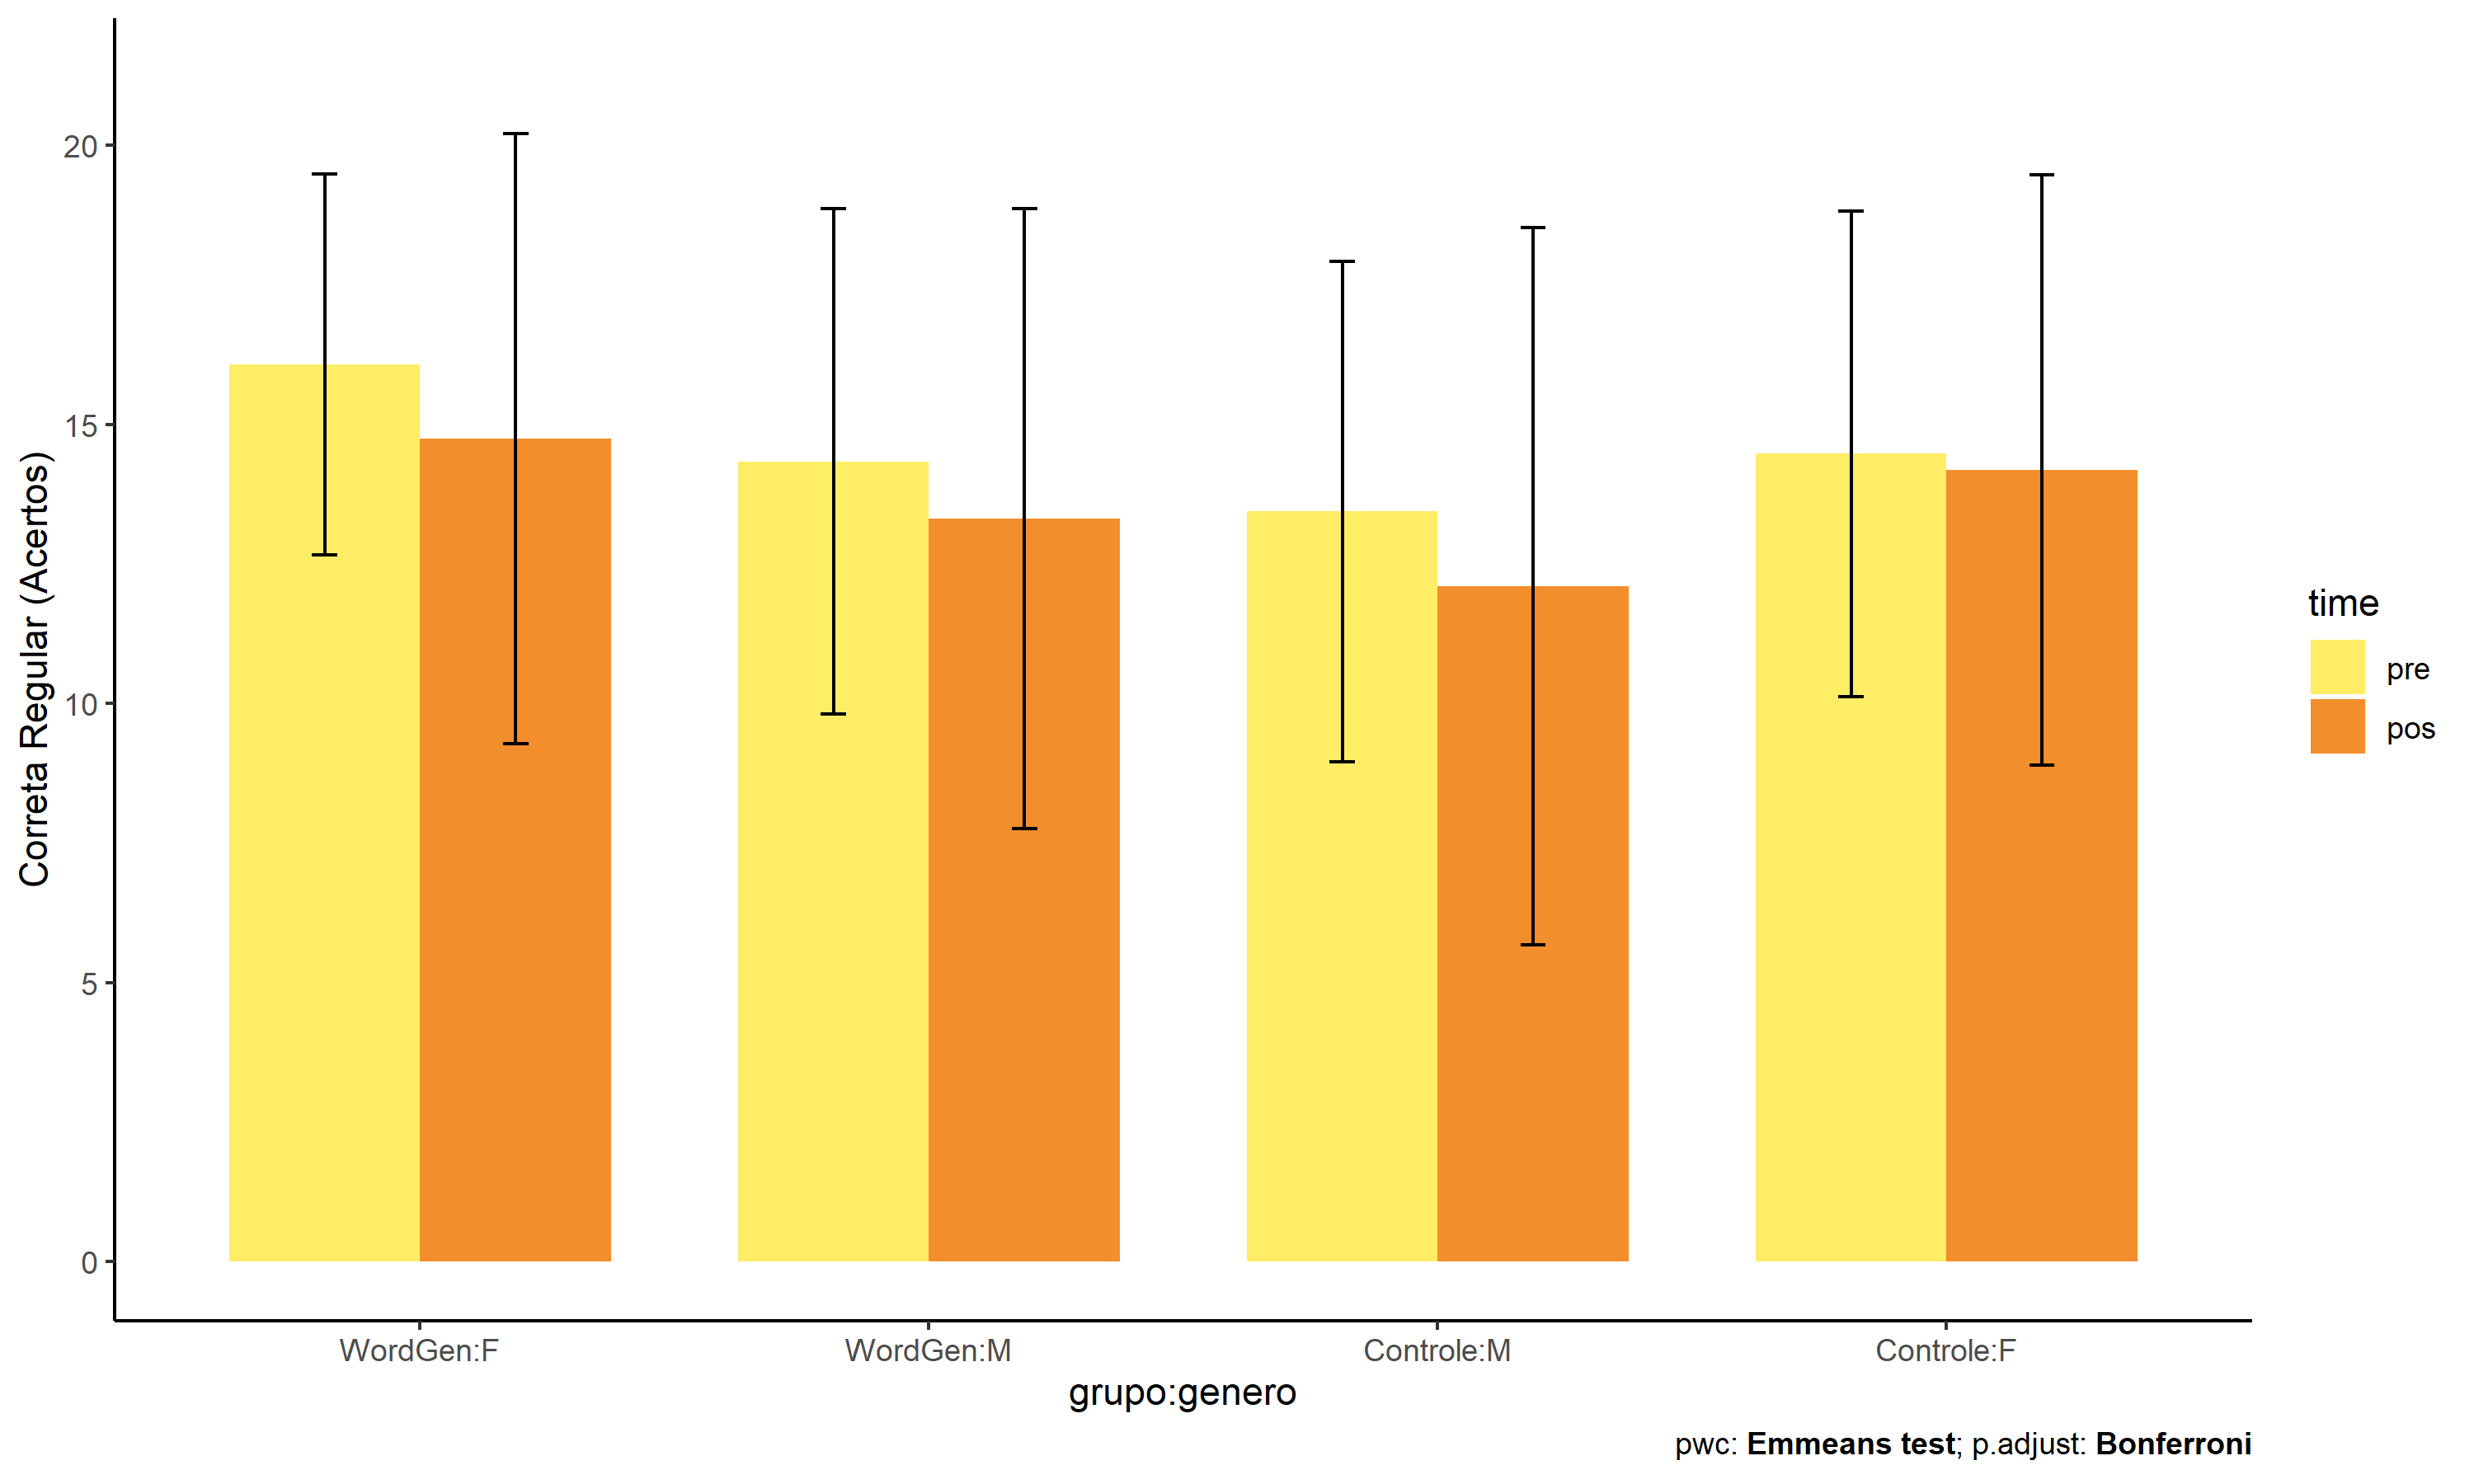 Correta Regular (Acertos)
20
15
10
5
0
WordGen:F
WordGen:M
Controle:M
Controle:F
grupo:genero
time
pre
pos
pwc: Emmeans test; p.adjust: Bonferroni